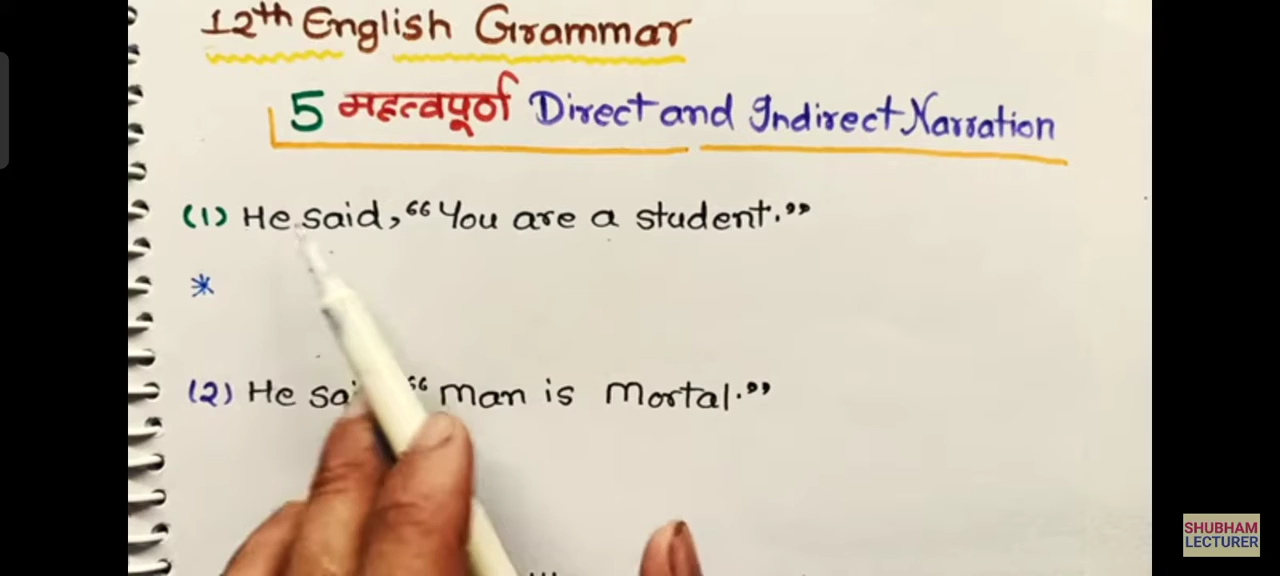 12th English Grammar
5 महत्वपूर्ण Direct and Indirect Narration
(1) He said, “You are a student.”
*
(2) He “Man is Mortal.”
SHUBHAM
LECTURER